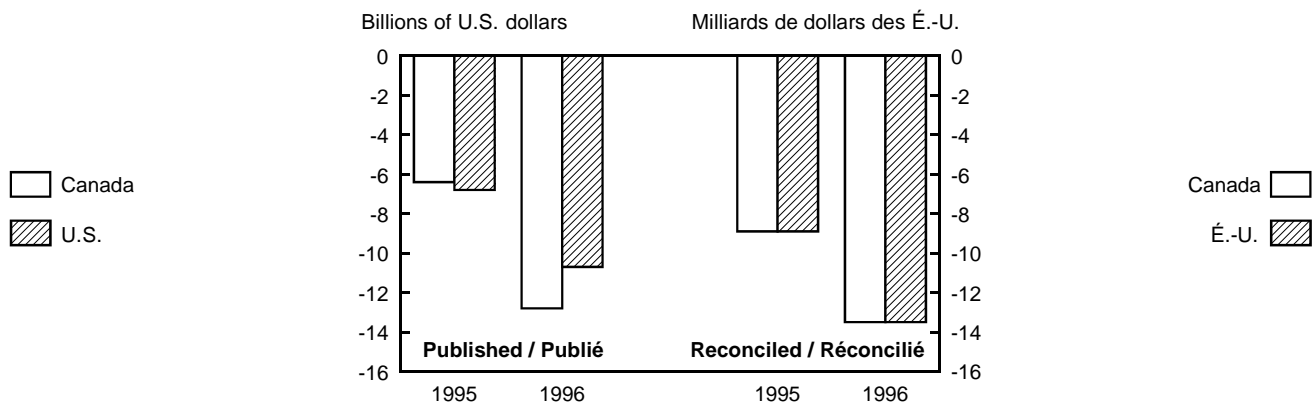 Billions of U.S. dollars Milliards de dollars des É.-U.
0 0
-2 -2
-4 -4
-6 -6
Canada Canada
-8 -8
U.S. É.-U.
-10 -10
-12 -12
-14 -14
Published / Publié Reconciled / Réconcilié
-16 -16
1995 1996 1995 1996